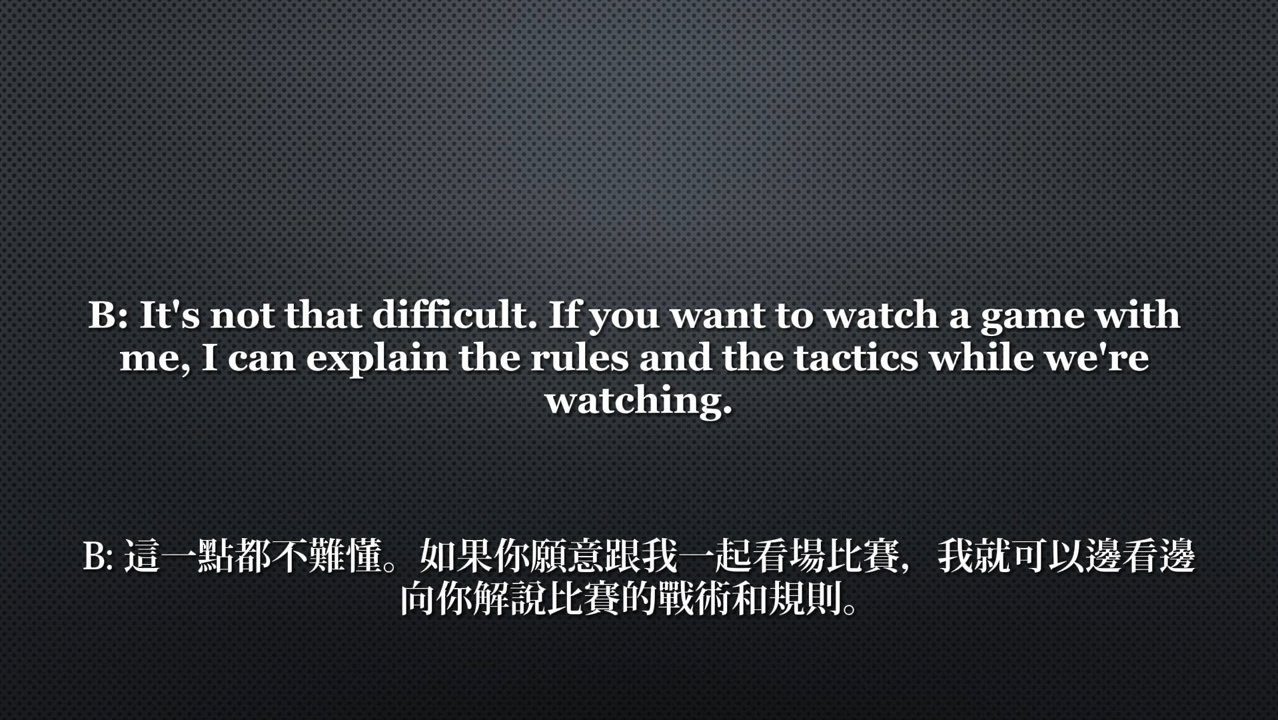 B: It's not that difficult. If you want to watch a game with
me, I can explain the rules and the tactics while we're
watching.
B: 這一點都不難懂。如果你願意跟我一起看場比賽，我就可以邊看邊
向你解說比賽的戰術和規則。